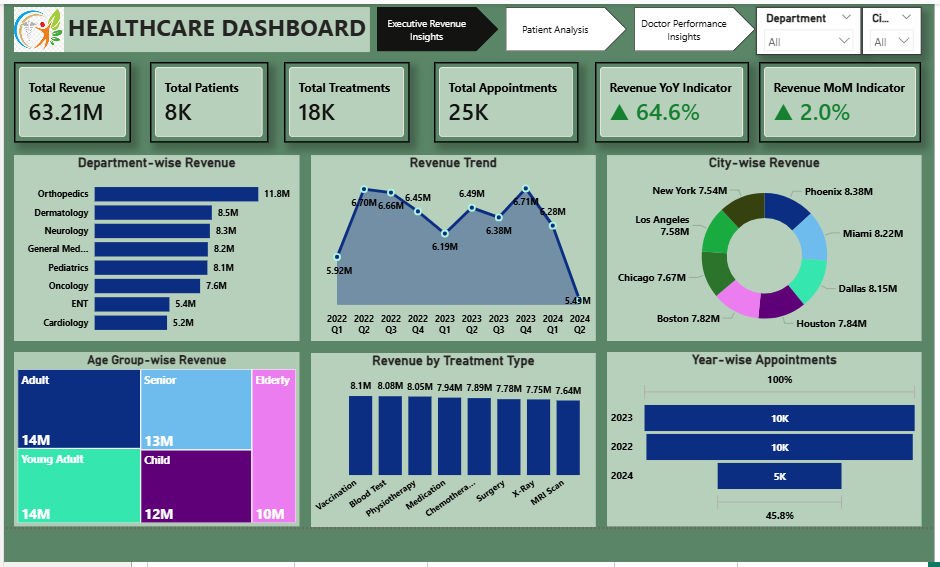 HEALTHCARE DASHBOARD
Executive Revenue
Insights
Patient Analysis
Doctor Performance
Insights
Department
All
Ci...
All
Total Revenue
63.21M
Total Patients
8K
Total Treatments
18K
Total Appointments
25K
Revenue YoY Indicator
▲ 64.6%
Revenue MoM Indicator
▲ 2.0%
Department-wise Revenue
Orthopedics 11.8M
Dermatology 8.5M
Neurology 8.3M
General Med... 8.2M
Pediatrics 8.1M
Oncology 7.6M
ENT 5.4M
Cardiology 5.2M
Revenue Trend
5.92M
6.70M
6.66M
6.45M
6.19M
6.49M
6.38M
6.71M
6.28M
5.43M
2022 2022 2022 2022 2023 2023 2023 2023 2024 2024
Q1 Q2 Q3 Q4 Q1 Q2 Q3 Q4 Q1 Q2
City-wise Revenue
New York 7.54M
Phoenix 8.38M
Los Angeles
7.58M
Miami 8.22M
Chicago 7.67M
Dallas 8.15M
Boston 7.82M
Houston 7.84M
Age Group-wise Revenue
Adult
14M
Senior
13M
Elderly
10M
Young Adult
14M
Child
12M
Revenue by Treatment Type
8.1M 8.08M 8.05M 7.94M 7.89M 7.78M 7.75M 7.64M
Vaccination
Blood Test
Physiotherapy
Medication
Chemothera...
Surgery
X-Ray
MRI Scan
Year-wise Appointments
100%
2023 10K
2022 10K
2024 5K
45.8%